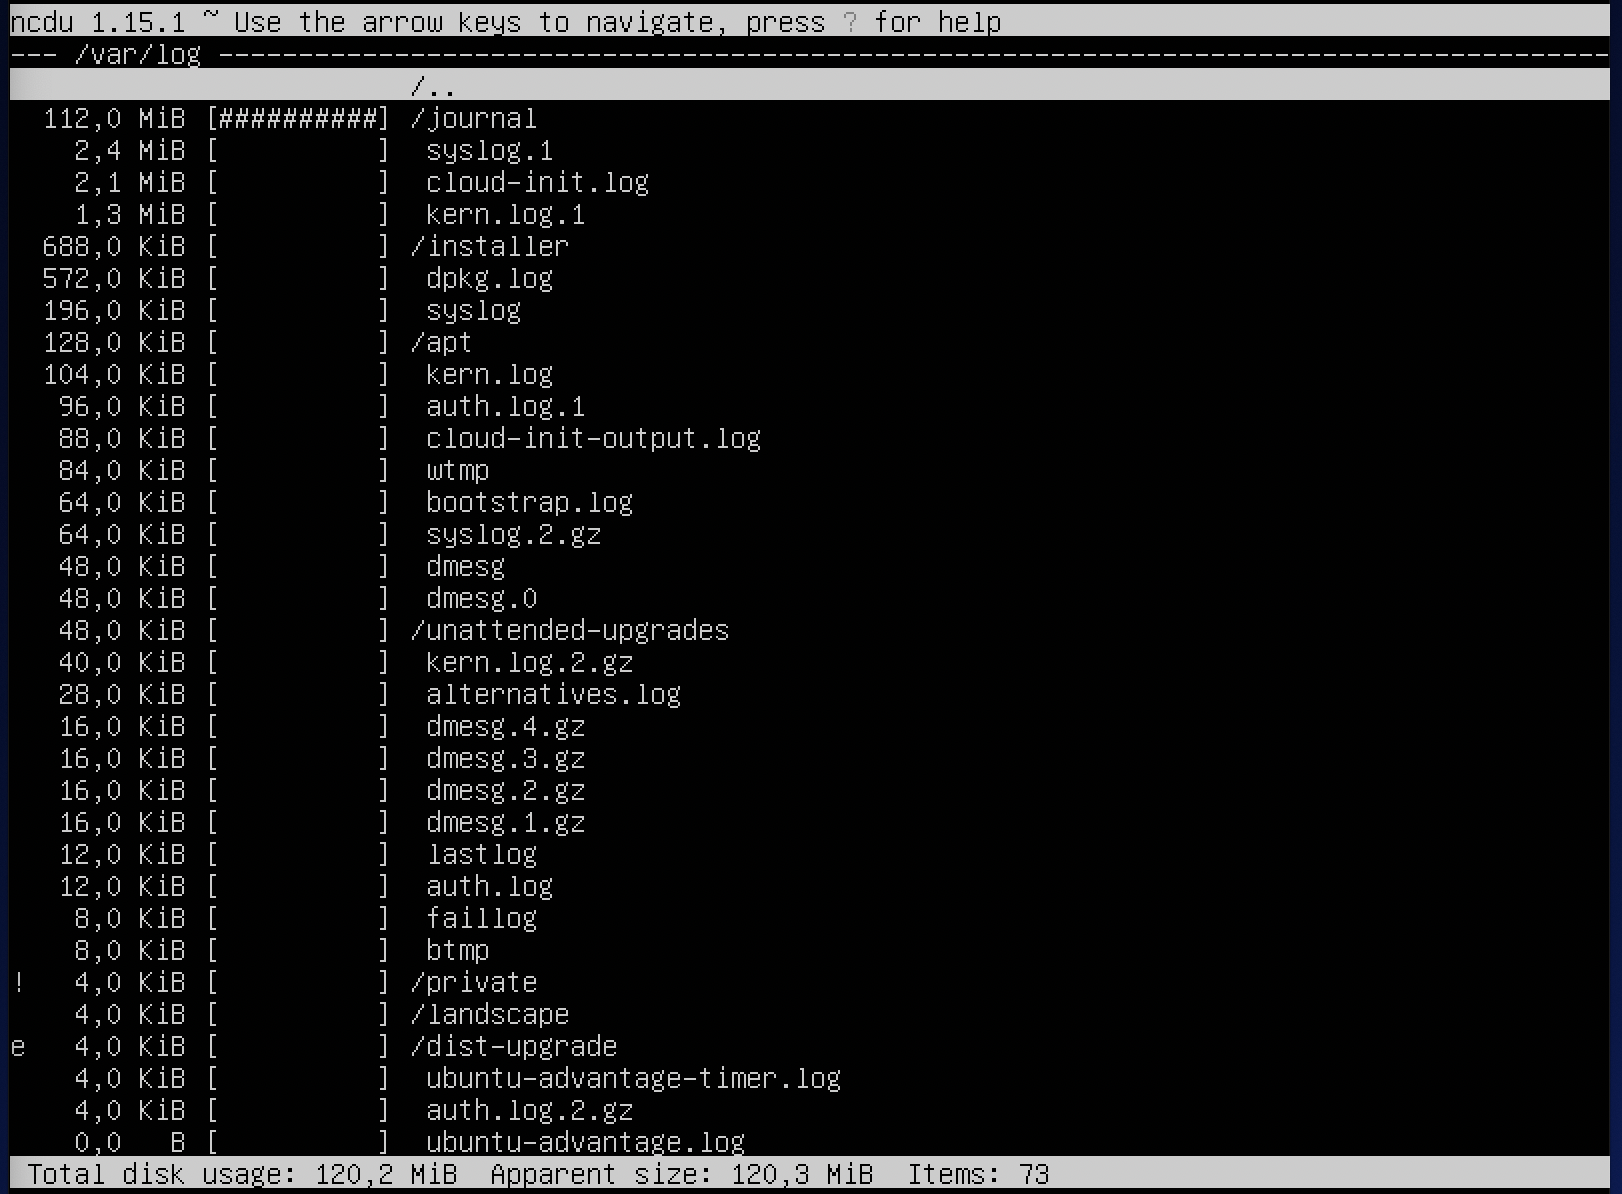 ncdu 1.15.1 ~ Use the arrow keys to navigate, press ? for help
--- /var/log ---------------------------------------------------------------------------------------
                         /..
  112,0 MiB [##########] /journal
    2,4 MiB [          ]  syslog.1
    2,1 MiB [          ]  cloud-init.log
    1,3 MiB [          ]  kern.log.1
  688,0 KiB [          ] /installer
  572,0 KiB [          ]  dpkg.log
  196,0 KiB [          ]  syslog
  128,0 KiB [          ] /apt
  104,0 KiB [          ]  kern.log
   96,0 KiB [          ]  auth.log.1
   88,0 KiB [          ]  cloud-init-output.log
   84,0 KiB [          ]  wtmp
   64,0 KiB [          ]  bootstrap.log
   64,0 KiB [          ]  syslog.2.gz
   48,0 KiB [          ]  dmesg
   48,0 KiB [          ]  dmesg.0
   48,0 KiB [          ] /unattended-upgrades
   40,0 KiB [          ]  kern.log.2.gz
   28,0 KiB [          ]  alternatives.log
   16,0 KiB [          ]  dmesg.4.gz
   16,0 KiB [          ]  dmesg.3.gz
   16,0 KiB [          ]  dmesg.2.gz
   16,0 KiB [          ]  dmesg.1.gz
   12,0 KiB [          ]  lastlog
   12,0 KiB [          ]  auth.log
    8,0 KiB [          ]  faillog
    8,0 KiB [          ]  btmp
!   4,0 KiB [          ] /private
    4,0 KiB [          ] /landscape
e   4,0 KiB [          ] /dist-upgrade
    4,0 KiB [          ]  ubuntu-advantage-timer.log
    4,0 KiB [          ]  auth.log.2.gz
    0,0   B [          ]  ubuntu-advantage.log
 Total disk usage: 120,2 MiB  Apparent size: 120,3 MiB  Items: 73